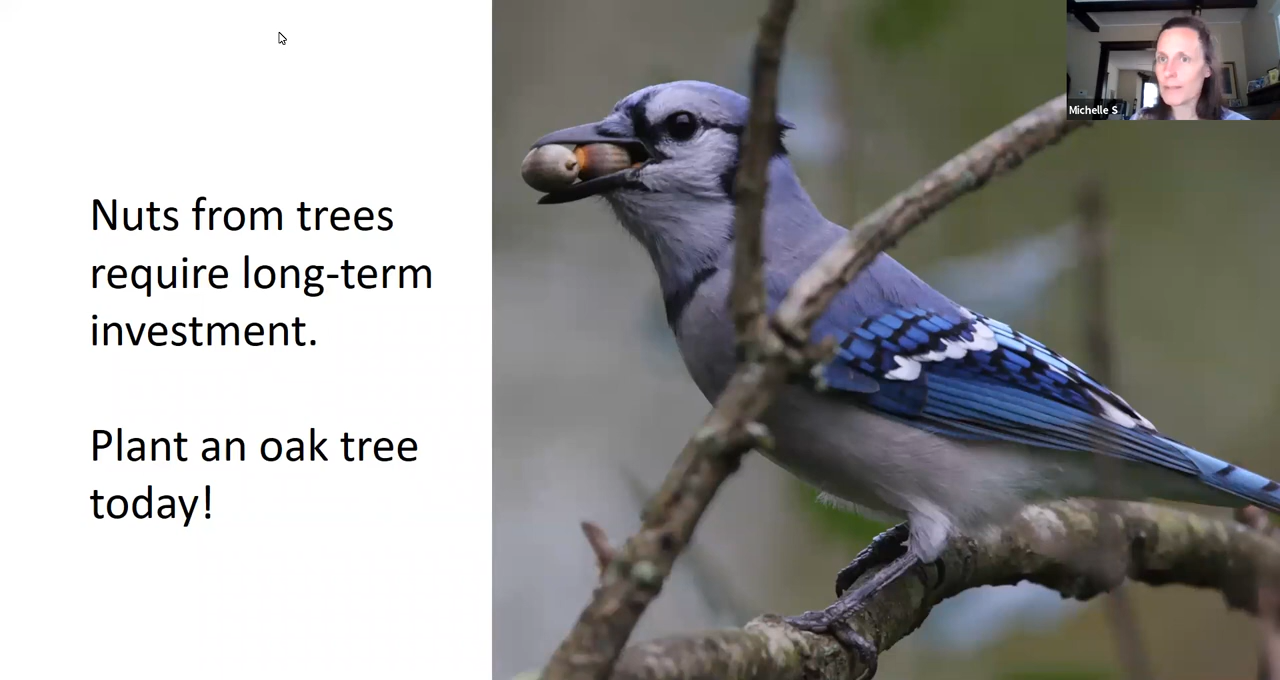 Nuts from trees
require long-term
investment.
Plant an oak tree
today!
Michelle S